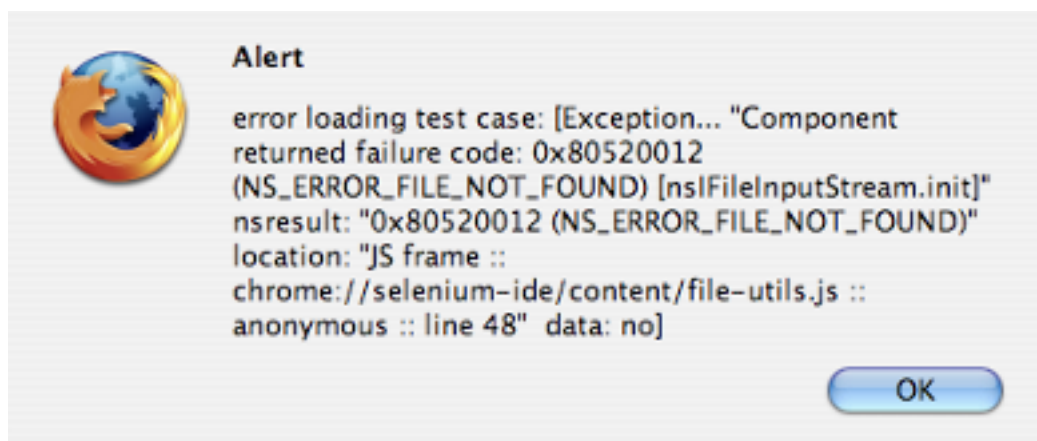 Alert
error loading test case: [Exception... "Component
returned failure code: 0x80520012
(NS_ERROR_FILE_NOT_FOUND) [nsIFileInputStream.init]"
nsresult: "0x80520012 (NS_ERROR_FILE_NOT_FOUND)"
location: "JS frame ::
chrome://selenium-ide/content/file-utils.js ::
anonymous :: line 48"  data: no]
OK